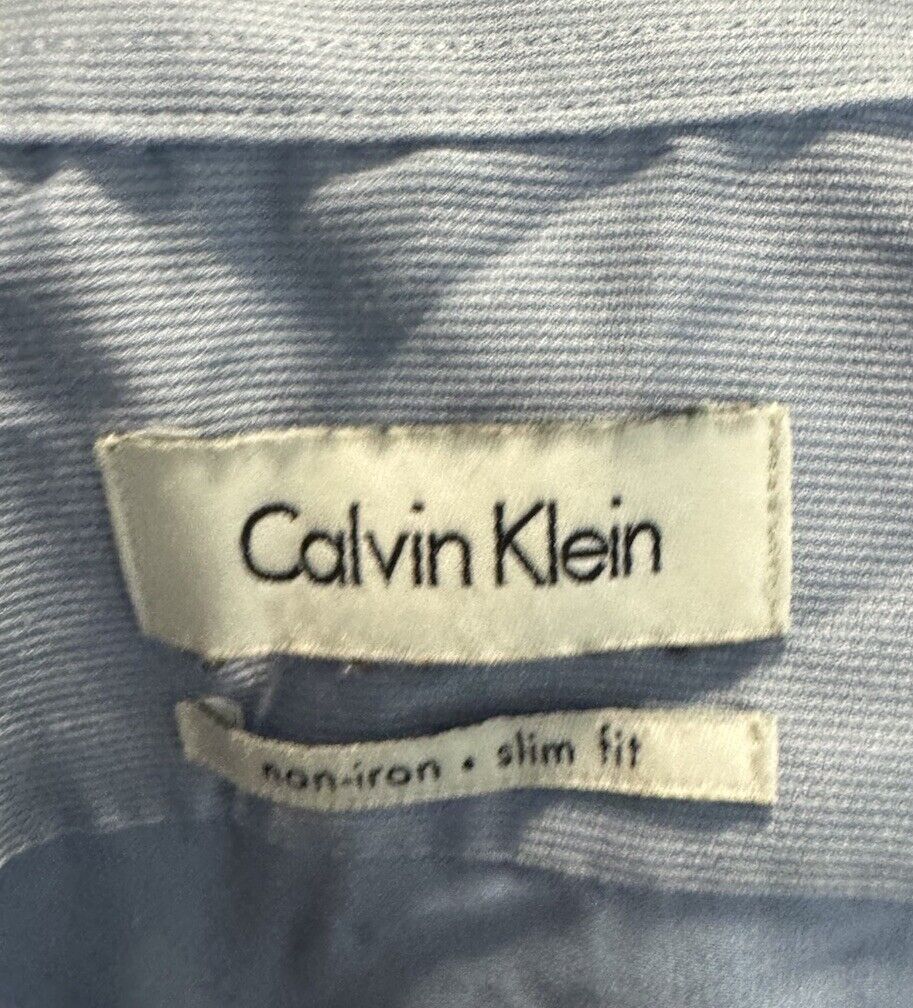 Calvin Klein
non-iron • slim fit